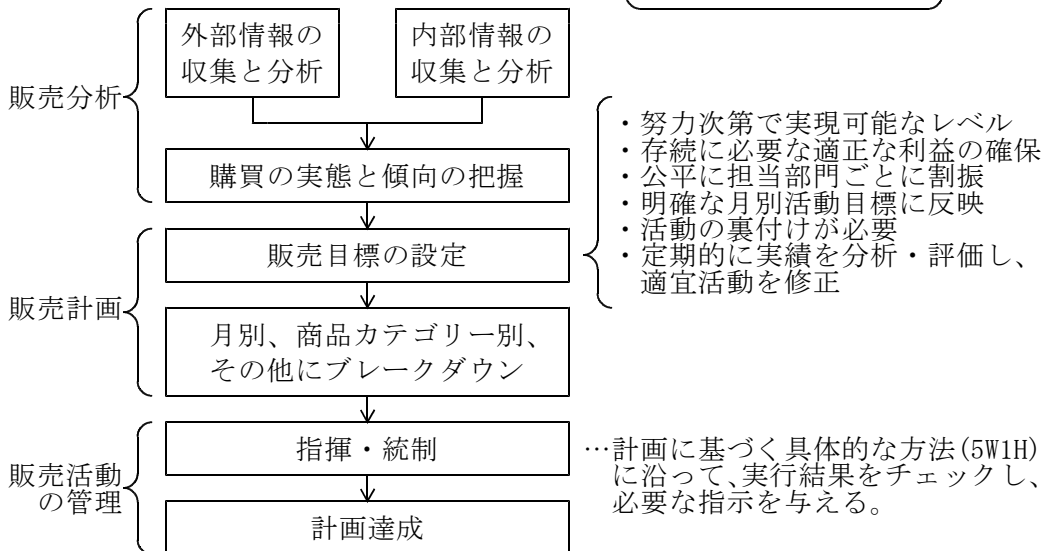 外部情報の
収集と分析
内部情報の
収集と分析
販売分析
購買の実態と傾向の把握
・努力次第で実現可能なレベル
・存続に必要な適正な利益の確保
・公平に担当部門ごとに割振
・明確な月別活動目標に反映
・活動の裏付けが必要
・定期的に実績を分析・評価し、
適宜活動を修正
販売目標の設定
販売計画
月別、商品カテゴリー別、
その他にブレークダウン
指揮・統制
…計画に基づく具体的な方法(5W1H)
に沿って、実行結果をチェックし、
必要な指示を与える。
販売活動
の管理
計画達成